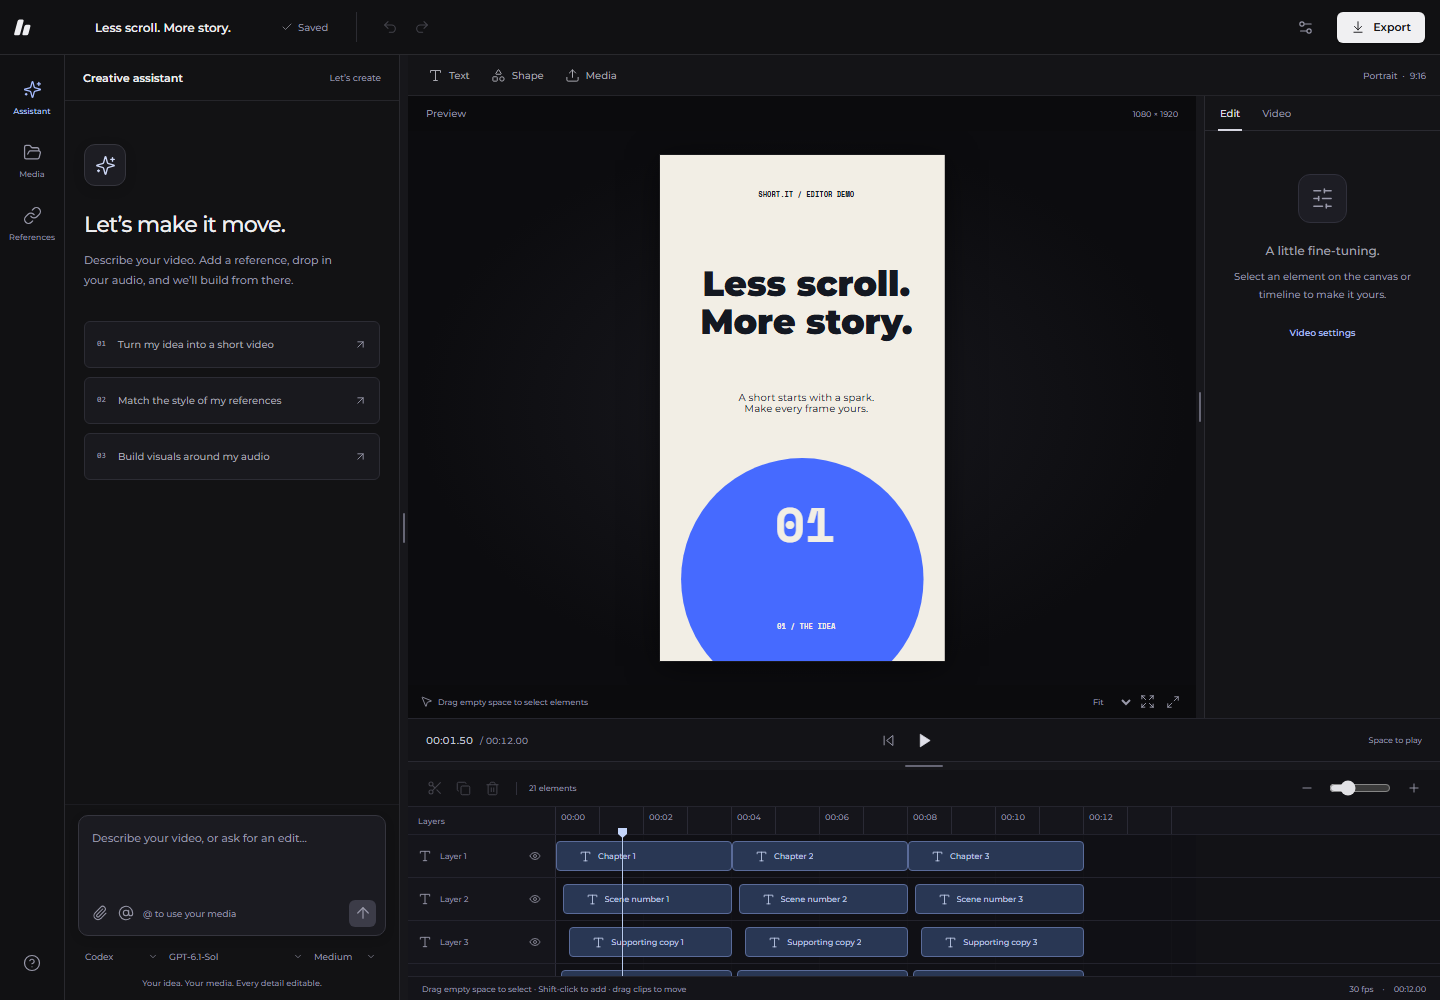 Less scroll. More story.
Saved
Export
Assistant
Media
References
Creative assistant
Let's create
Let's make it move.
Describe your video. Add a reference, drop in
your audio, and we'll build from there.
01 Turn my idea into a short video
02 Match the style of my references
03 Build visuals around my audio
Describe your video, or ask for an edit...
@ to use your media
Codex
GPT-6.1-Sol
Medium
Your idea. Your media. Every detail editable.
Text
Shape
Media
Portrait · 9:16
Preview
1080 × 1920
SHORT.IT / EDITOR DEMO
Less scroll.
More story.
A short starts with a spark.
Make every frame yours.
01
01 / THE IDEA
Drag empty space to select elements
Fit
Edit
Video
A little fine-tuning.
Select an element on the canvas or
timeline to make it yours.
Video settings
00:01.50 / 00:12.00
Space to play
21 elements
Layers
00:00 00:02 00:04 00:06 00:08 00:10 00:12
Layer 1
Chapter 1
Chapter 2
Chapter 3
Layer 2
Scene number 1
Scene number 2
Scene number 3
Layer 3
Supporting copy 1
Supporting copy 2
Supporting copy 3
Drag empty space to select · Shift-click to add · drag clips to move
30 fps · 00:12.00